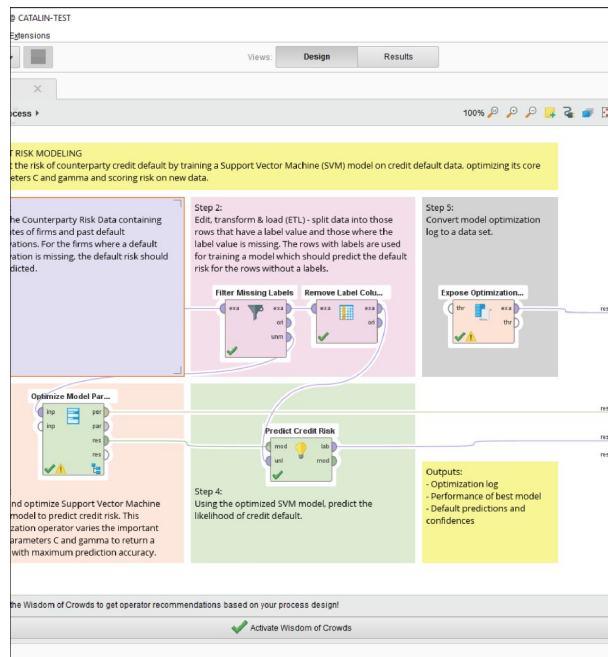 @ CATALIN-TEST
Extensions
Views:
Design
Results
ocess
100%
T RISK MODELING
t the risk of counterparty credit default by training a Support Vector Machine (SVM) model on credit default data, optimizing its core
eters C and gamma and scoring risk on new data.
he Counterparty Risk Data containing
tes of firms and past default
vations. For the firms where a default
vation is missing, the default risk should
dicted.
Step 2:
Edit, transform & load (ETL) - split data into those
rows that have a label value and those where the
label value is missing. The rows with labels are used
for training a model which should predict the default
risk for the rows without a labels.
Filter Missing Labels
exa
exa
ori
unm
Remove Label Colu...
exa
exa
ori
Step 5:
Convert model optimization
log to a data set.
Expose Optimization...
thr
exa
thr
res
Optimize Model Par...
inp
per
inp
par
res
res
res
Predict Credit Risk
mod
lab
unl
mod
res
res
nd optimize Support Vector Machine
model to predict credit risk. This
zation operator varies the important
arameters C and gamma to return a
with maximum prediction accuracy.
Step 4:
Using the optimized SVM model, predict the
likelihood of credit default.
Outputs:
- Optimization log
- Performance of best model
- Default predictions and
confidences
the Wisdom of Crowds to get operator recommendations based on your process design!
Activate Wisdom of Crowds